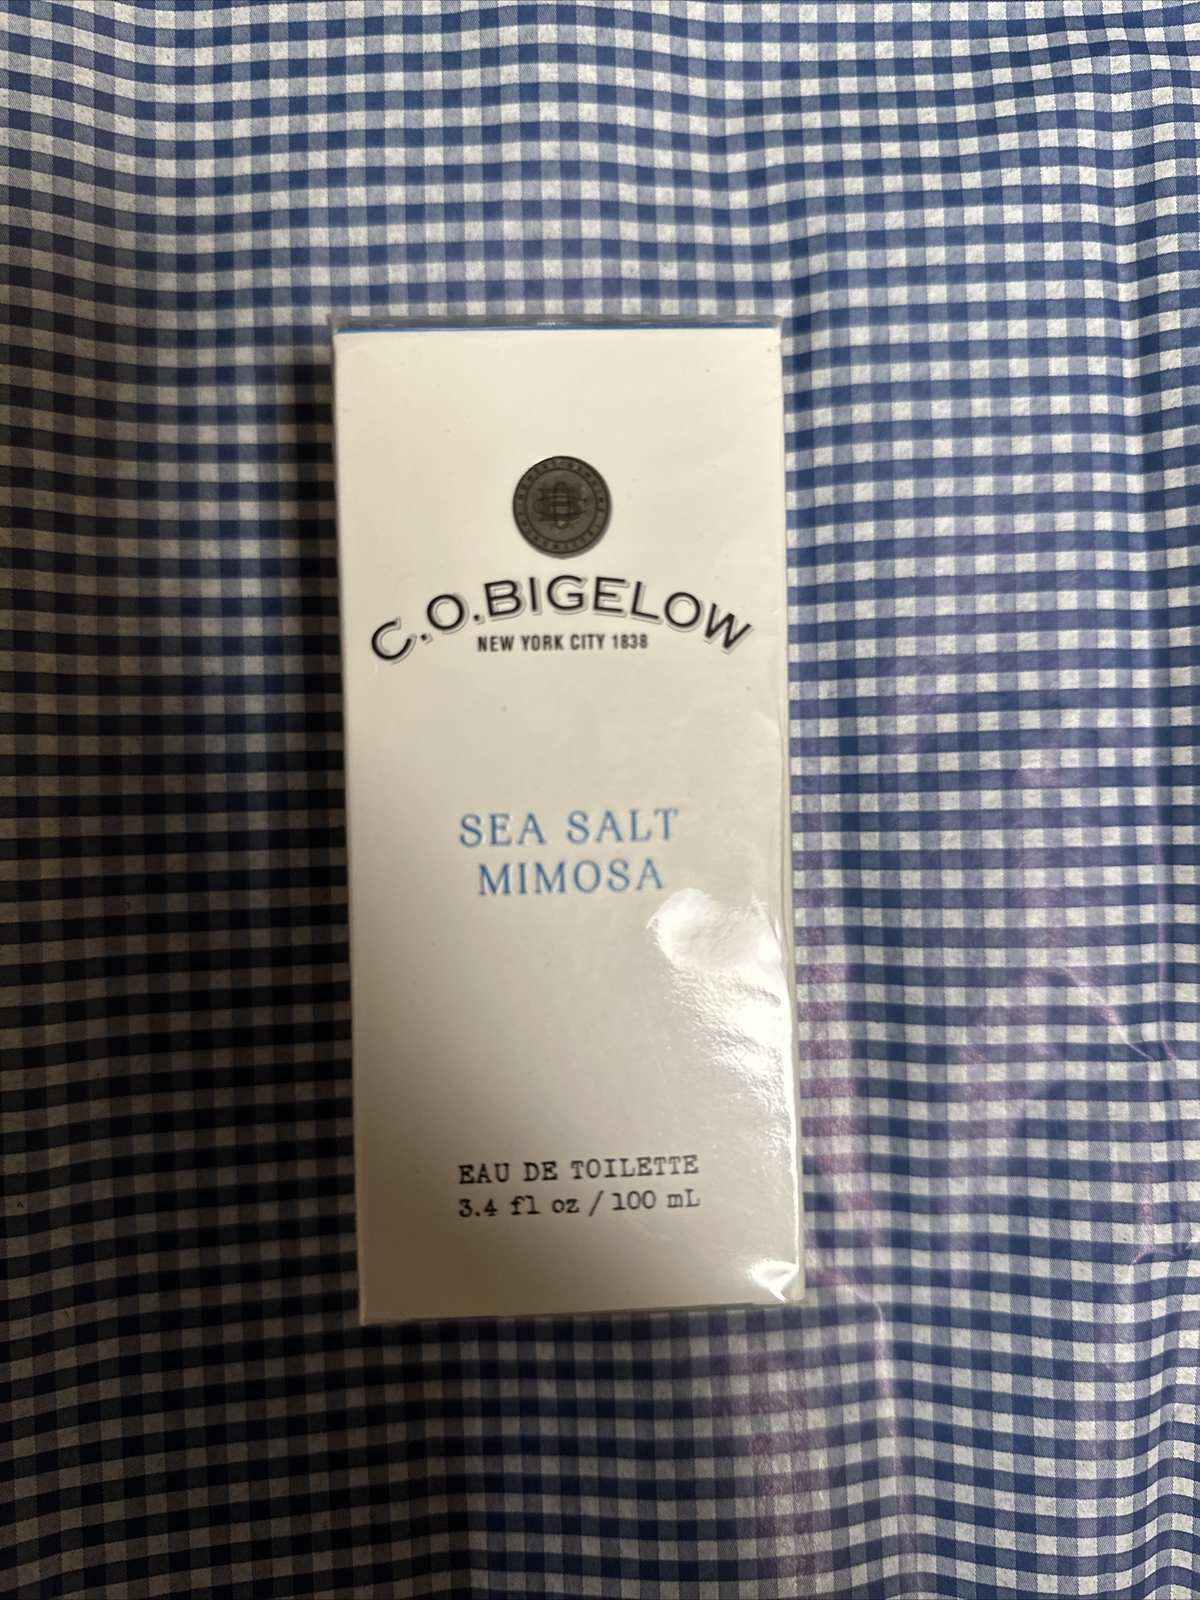 C.O. BIGELOW
NEW YORK CITY 1838
SEA SALT
MIMOSA
EAU DE TOILETTE
3.4 fl oz / 100 mL